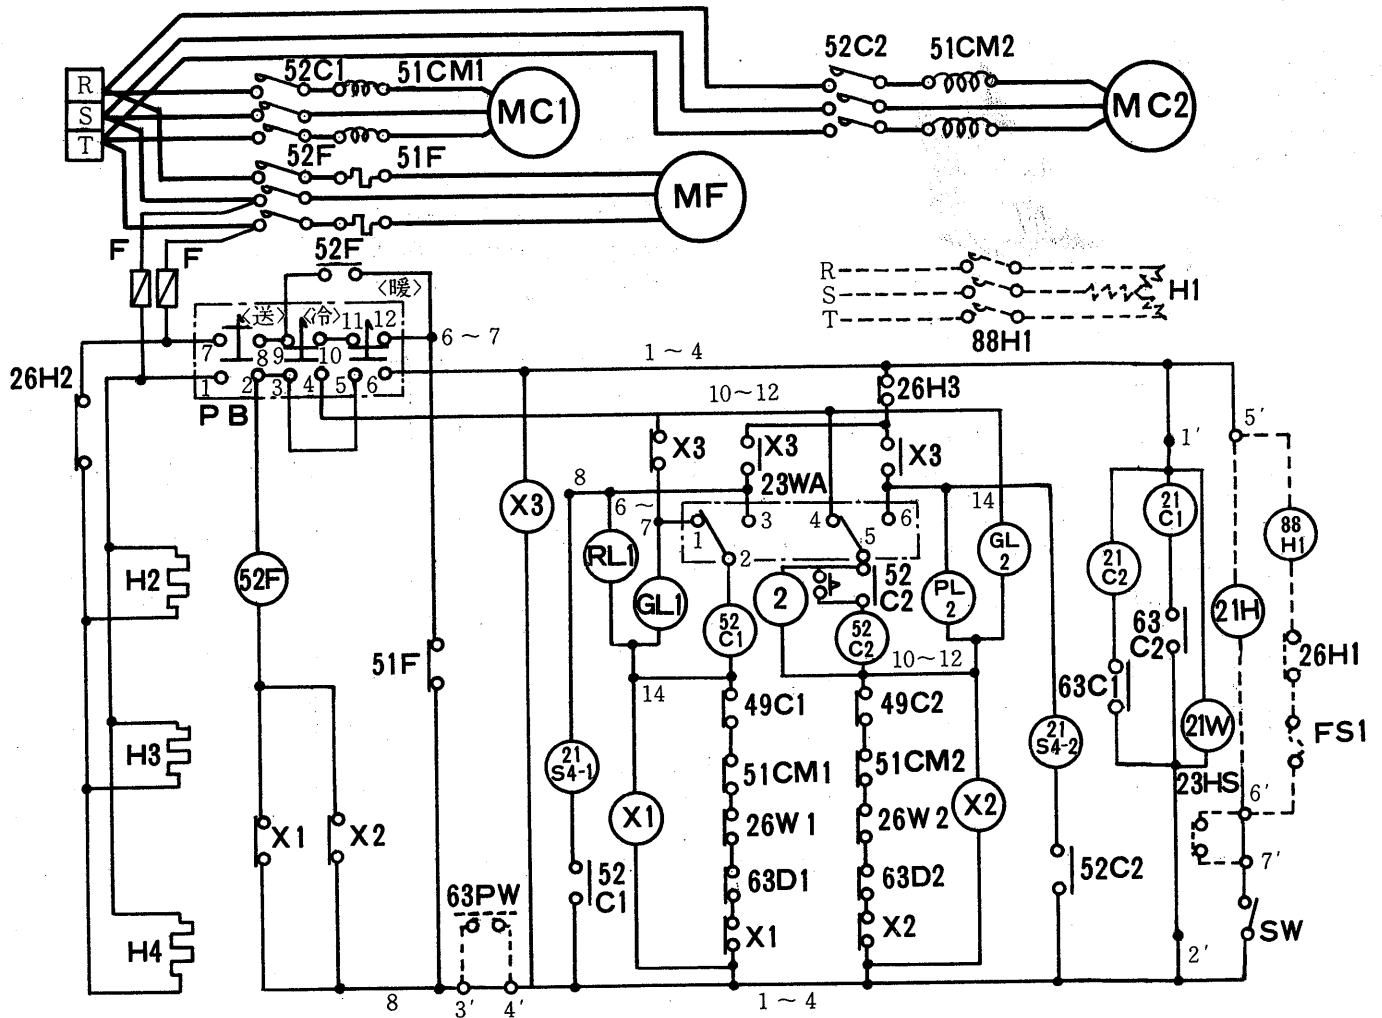 52C1
51CM1
MC1
52C2
51CM2
MC2
R
S
T
52F
51F
MF
F
F
52F
〈暖〉
〈送〉
〈冷〉
11
12
7
8
9
10
6～7
1
2
3
4
5
6
PB
R
S
T
H1
88H1
26H2
1～4
10～12
26H3
X3
X3
X3
5′
1′
8
23WA
14
X3
6～
7
1
2
3
4
5
6
RL1
GL1
52
C1
2
52
C2
52
C2
PL
2
GL
2
21
C1
21
C2
88
H1
21H
H2
52F
51F
14
10～12
63
C2
63C1
26H1
49C1
49C2
21W
FS1
H3
21
S4-1
51CM1
51CM2
21
S4-2
23HS
6′
X1
X2
X1
26W1
26W2
X2
7′
63PW
52
C1
63D1
63D2
52C2
H4
X1
X2
SW
2′
8
3′
4′
1～4